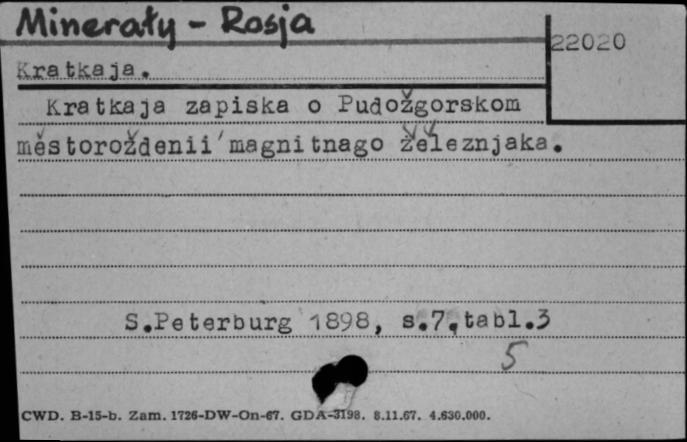 Minerały - Rosja
22020
Kratkaja.
Kratkaja zapiska o Pudožgorskom
městoroždenii magnitnago želěznjaka.
S.Peterburg 1898, s.7,tabl.3
5
CWD. B-15-b. Zam. 1726-DW-On-67. GDA-3198. 8.11.67. 4.630.000.